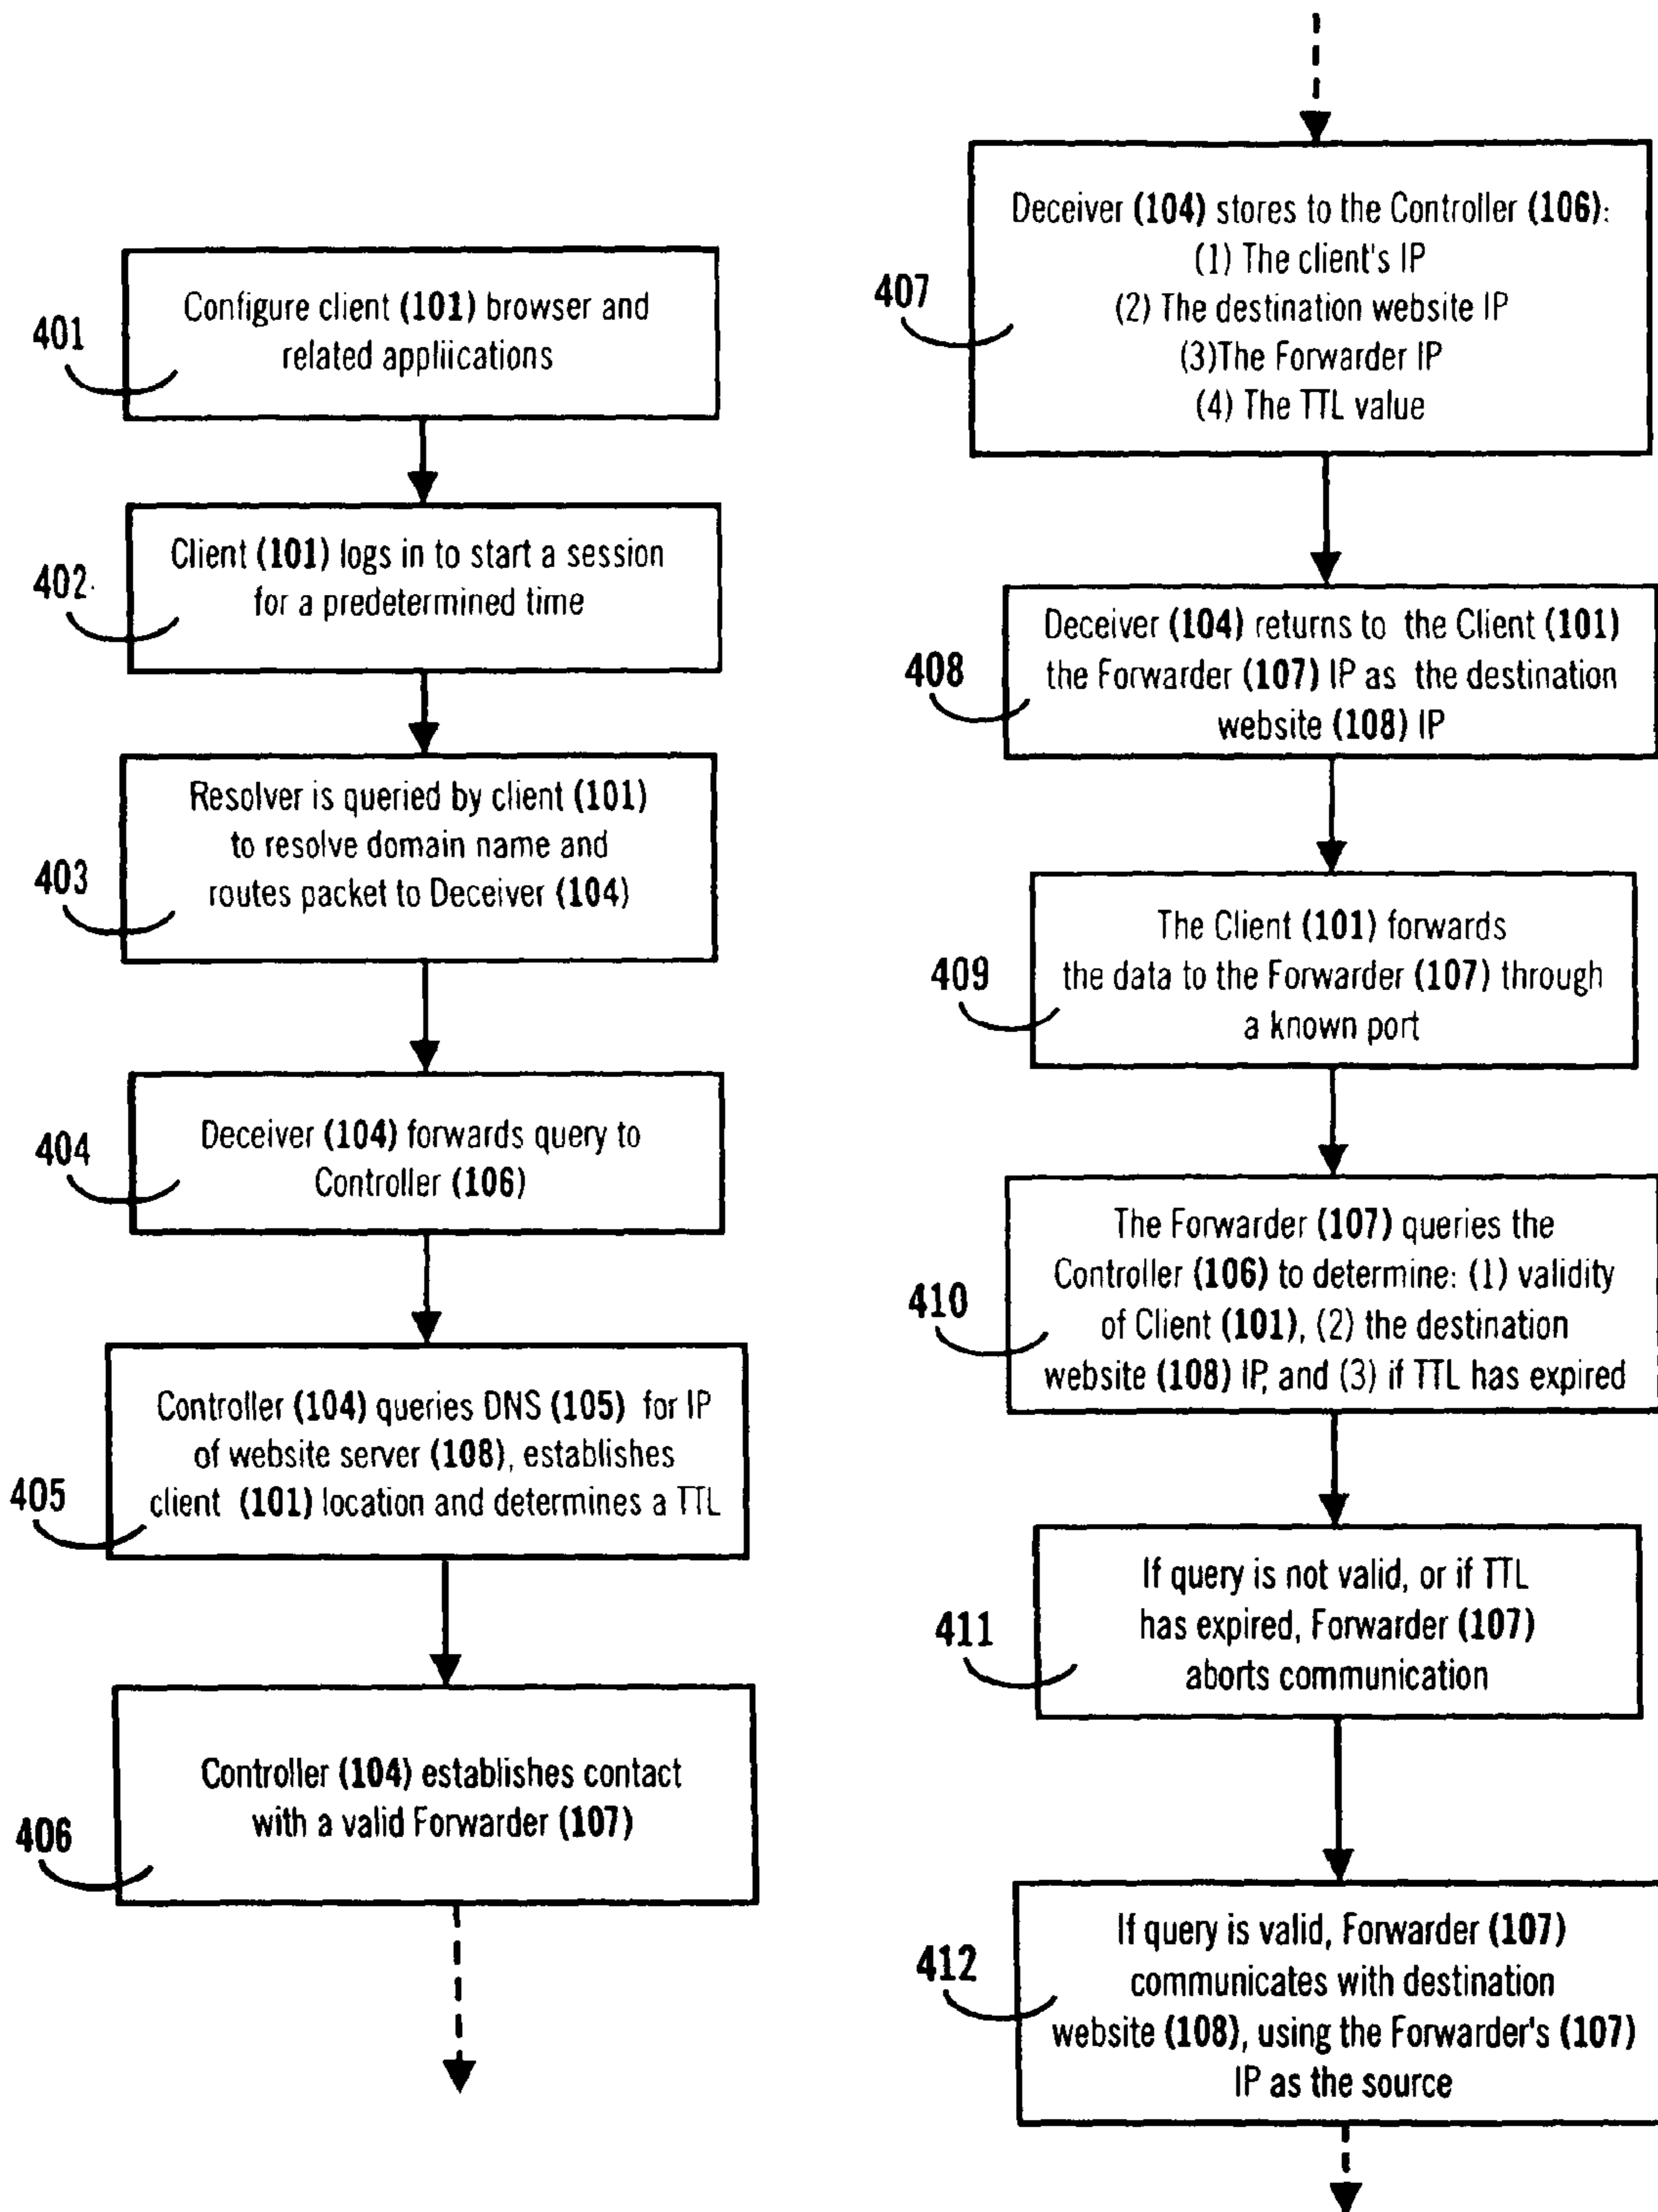 401
Configure client (101) browser and
related appliications
402
Client (101) logs in to start a session
for a predetermined time
403
Resolver is queried by client (101)
to resolve domain name and
routes packet to Deceiver (104)
404
Deceiver (104) forwards query to
Controller (106)
405
Controller (104) queries DNS (105) for IP
of website server (108), establishes
client (101) location and determines a TTL
406
Controller (104) establishes contact
with a valid Forwarder (107)
407
Deceiver (104) stores to the Controller (106):
(1) The client's IP
(2) The destination website IP
(3)The Forwarder IP
(4) The TTL value
408
Deceiver (104) returns to the Client (101)
the Forwarder (107) IP as the destination
website (108) IP
409
The Client (101) forwards
the data to the Forwarder (107) through
a known port
410
The Forwarder (107) queries the
Controller (106) to determine: (1) validity
of Client (101), (2) the destination
website (108) IP, and (3) if TTL has expired
411
If query is not valid, or if TTL
has expired, Forwarder (107)
aborts communication
412
If query is valid, Forwarder (107)
communicates with destination
website (108), using the Forwarder's (107)
IP as the source